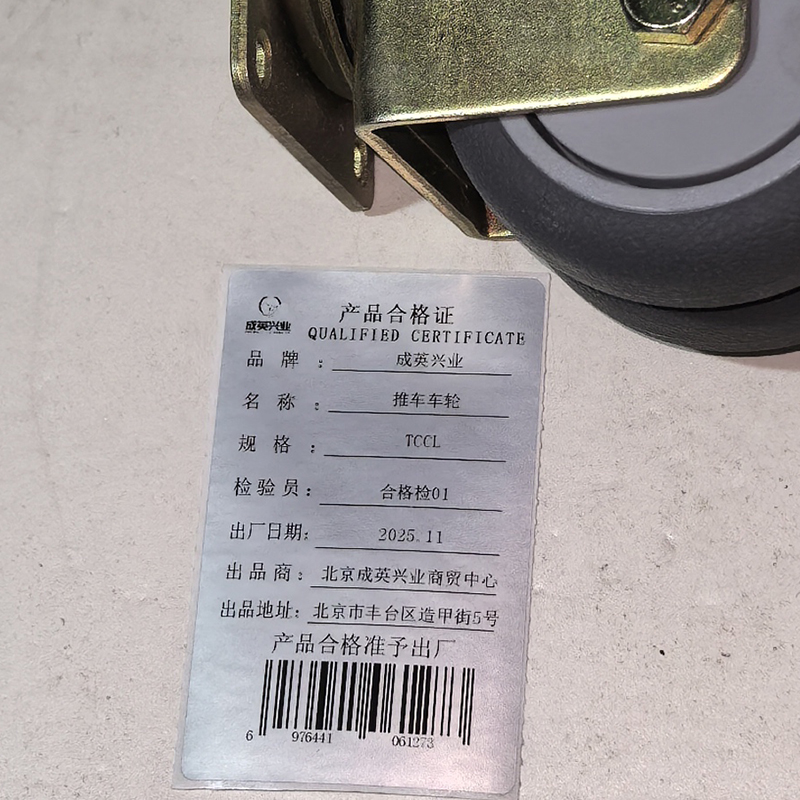 成英兴业
产品合格证
QUALIFIED CERTIFICATE
品牌：成英兴业
名称：推车车轮
规格：TCCL
检验员：合格检01
出厂日期：2025.11
出品商：北京成英兴业商贸中心
出品地址：北京市丰台区造甲街5号
产品合格准予出厂
6 976441 061273